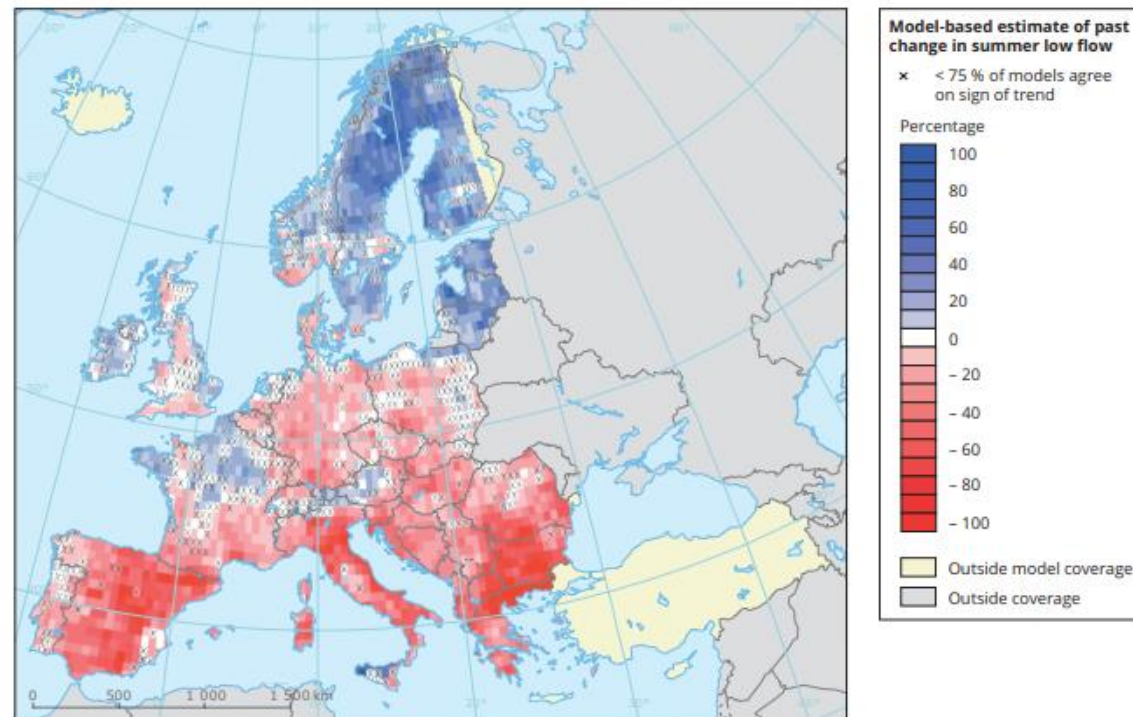 Model-based estimate of past
change in summer low flow
× < 75 % of models agree
on sign of trend
Percentage
100
80
60
40
20
0
– 20
– 40
– 60
– 80
– 100
Outside model coverage
Outside coverage
0 500 1 000 1 500 km